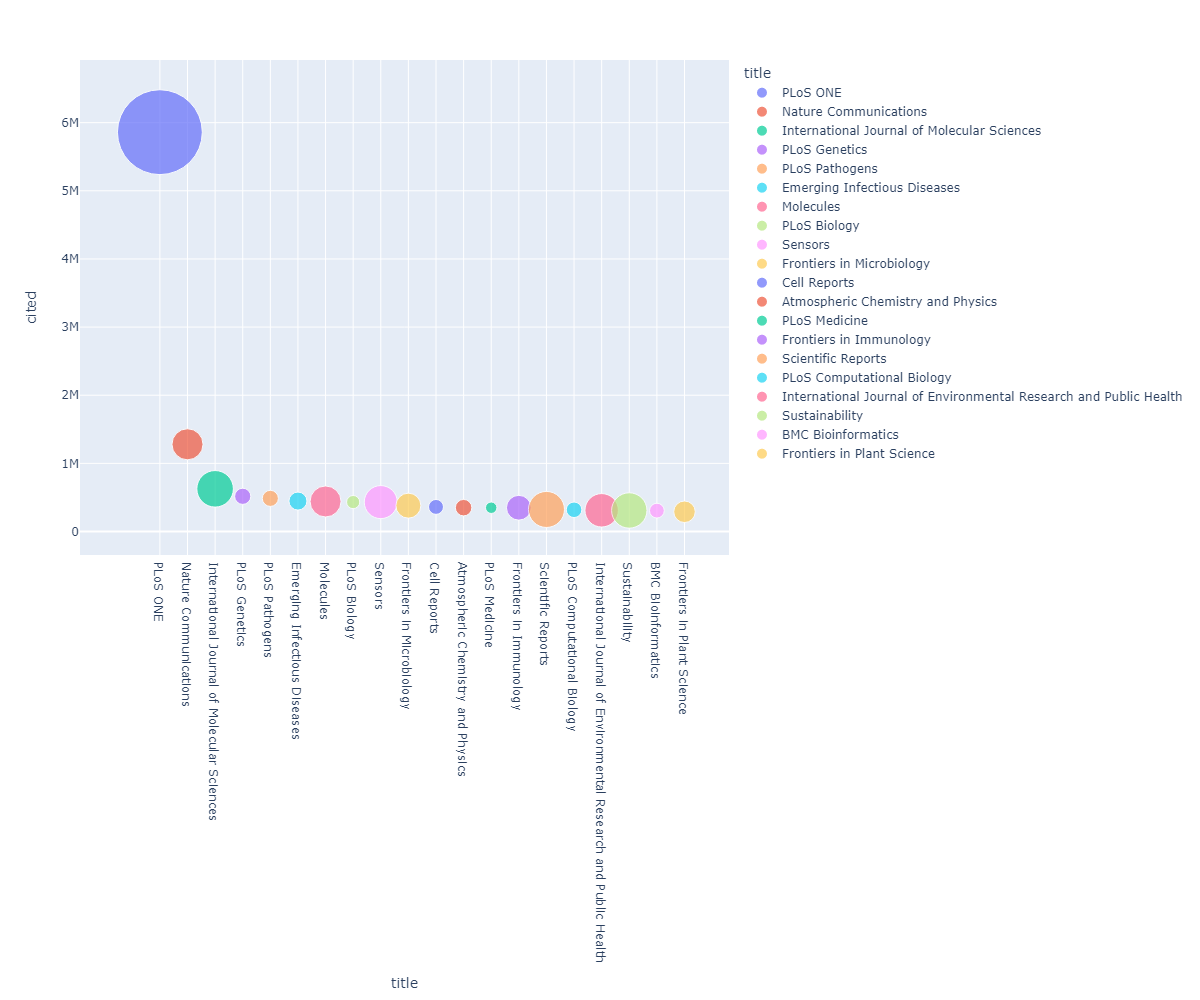 title
PLoS ONE
Nature Communications
International Journal of Molecular Sciences
PLoS Genetics
PLoS Pathogens
Emerging Infectious Diseases
Molecules
PLoS Biology
Sensors
Frontiers in Microbiology
Cell Reports
Atmospheric Chemistry and Physics
PLoS Medicine
Frontiers in Immunology
Scientific Reports
PLoS Computational Biology
International Journal of Environmental Research and Public Health
Sustainability
BMC Bioinformatics
Frontiers in Plant Science
6M
5M
4M
3M
2M
1M
0
cited
PLoS ONE
Nature Communications
International Journal of Molecular Sciences
PLoS Genetics
PLoS Pathogens
Emerging Infectious Diseases
Molecules
PLoS Biology
Sensors
Frontiers in Microbiology
Cell Reports
Atmospheric Chemistry and Physics
PLoS Medicine
Frontiers in Immunology
Scientific Reports
PLoS Computational Biology
International Journal of Environmental Research and Public Health
Sustainability
BMC Bioinformatics
Frontiers in Plant Science
title